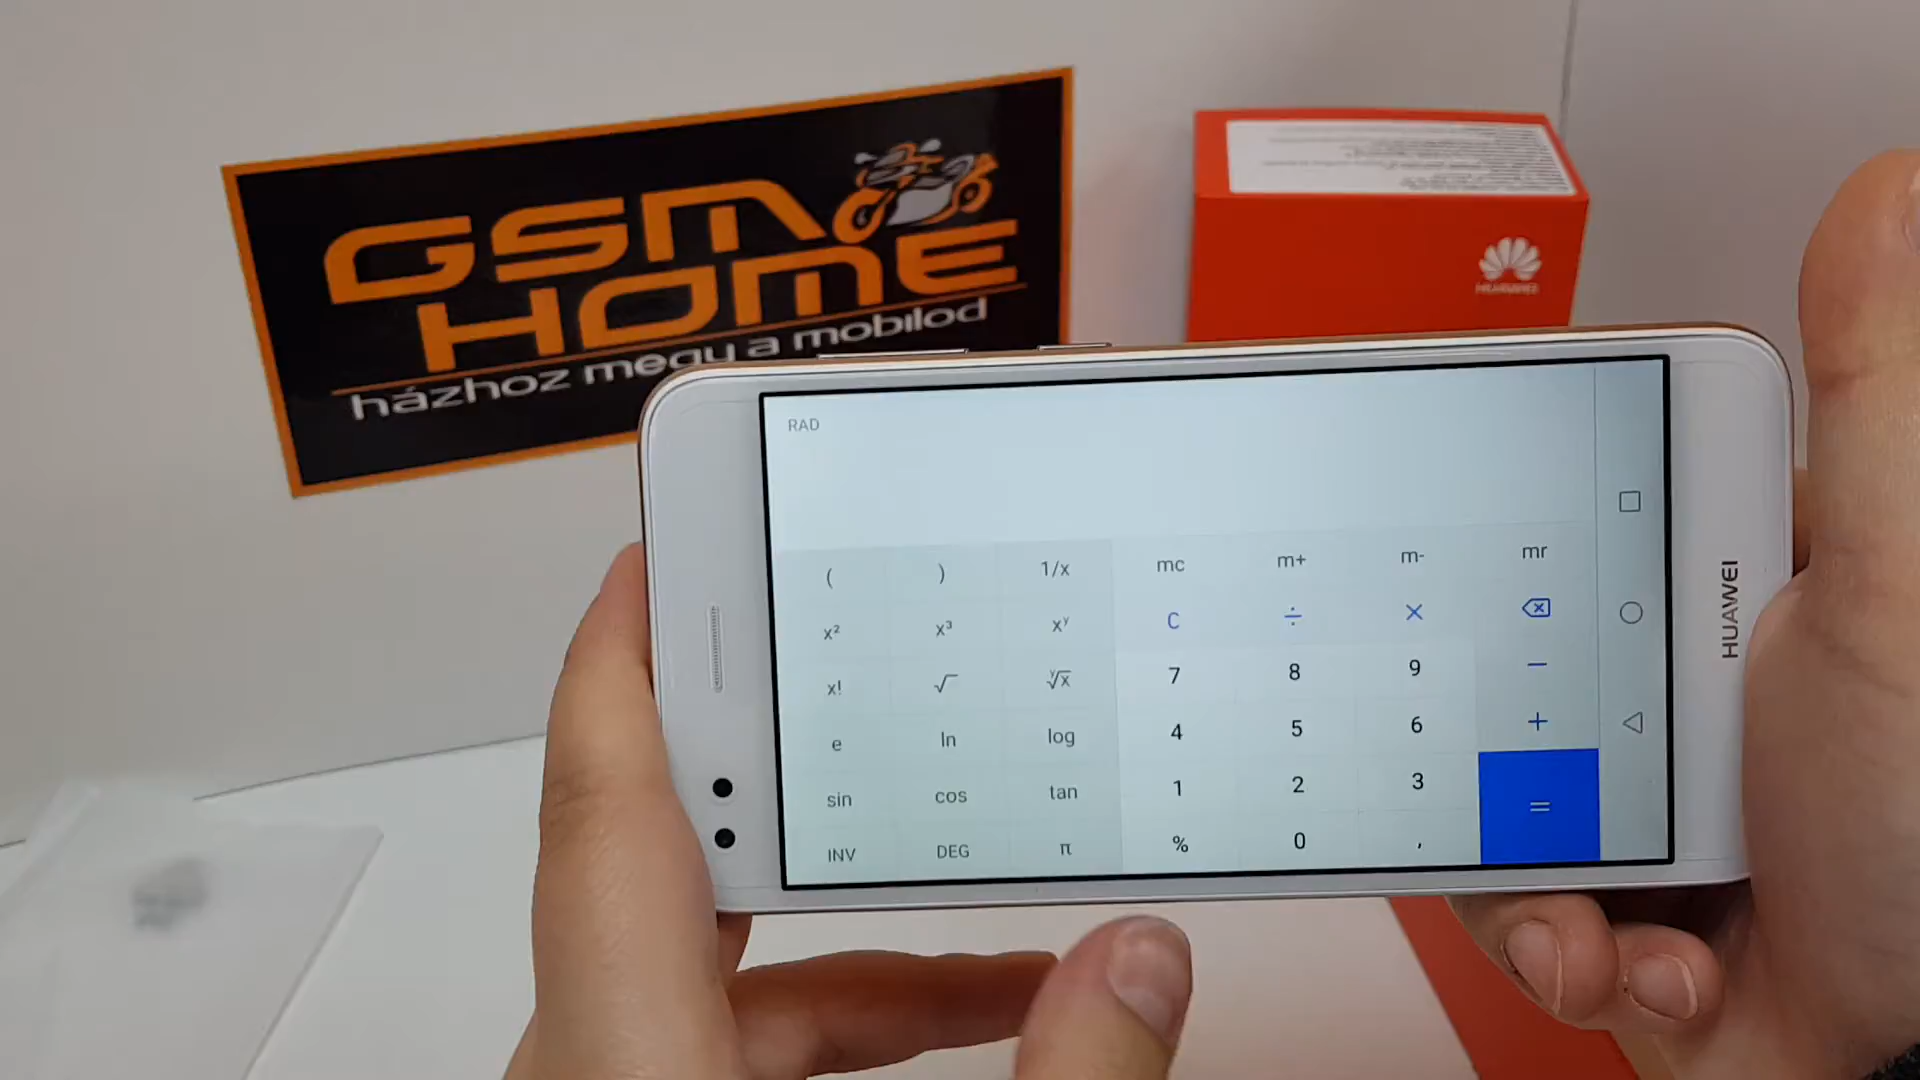 GSM
HOME
házhoz megy a mobilod
HUAWEI
RAD
( ) 1/x mc m+ m- mr
x² x³ xʸ C ÷ ×
x! √ ʸ√x 7 8 9 −
e ln log 4 5 6 +
sin cos tan 1 2 3 =
INV DEG π % 0 ,
HUAWEI